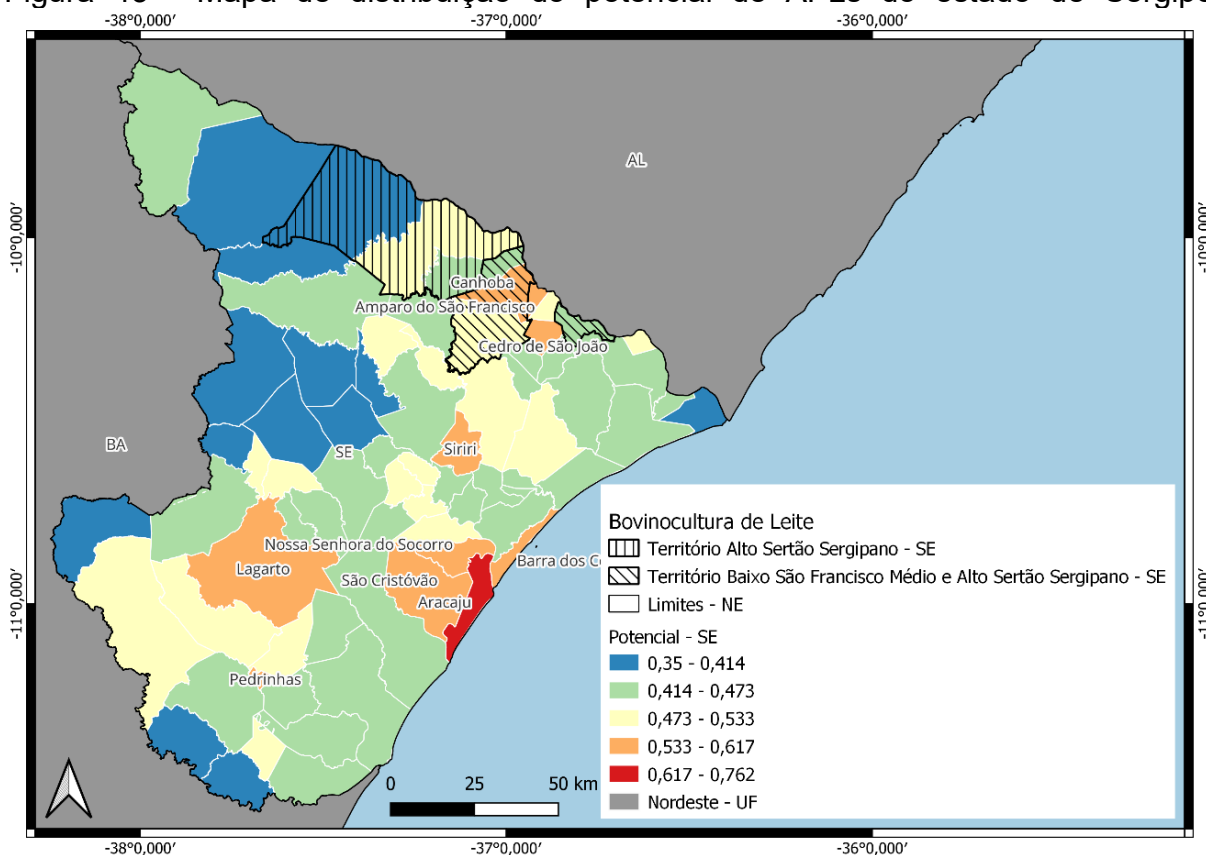 -38°0,000′ -37°0,000′ -36°0,000′
-10°0,000′ -10°0,000′
-11°0,000′ -11°0,000′
AL
BA
SE
Canhoba
Amparo do São Francisco
Cedro de São João
Siriri
Nossa Senhora do Socorro
Lagarto
São Cristóvão
Barra dos
Aracaju
Pedrinhas
Bovinocultura de Leite
Território Alto Sertão Sergipano - SE
Território Baixo São Francisco Médio e Alto Sertão Sergipano - SE
Limites - NE
Potencial - SE
0,35 - 0,414
0,414 - 0,473
0,473 - 0,533
0,533 - 0,617
0,617 - 0,762
Nordeste - UF
0 25 50 km
-38°0,000′ -37°0,000′ -36°0,000′